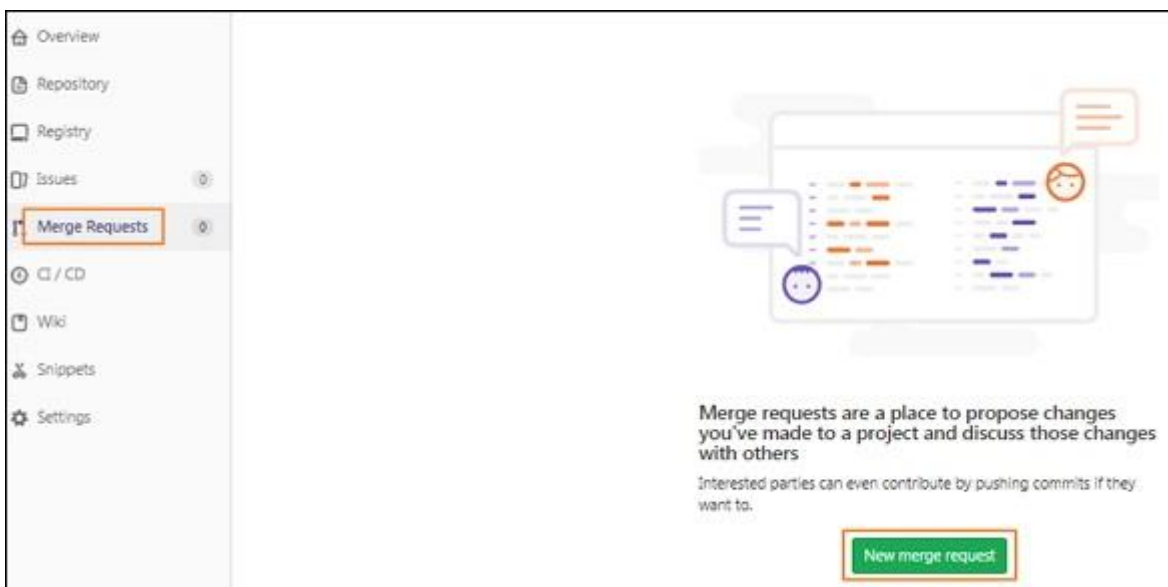 Overview
Repository
Registry
Issues 0
Merge Requests 0
CI / CD
Wiki
Snippets
Settings
Merge requests are a place to propose changes
you've made to a project and discuss those changes
with others
Interested parties can even contribute by pushing commits if they
want to.
New merge request